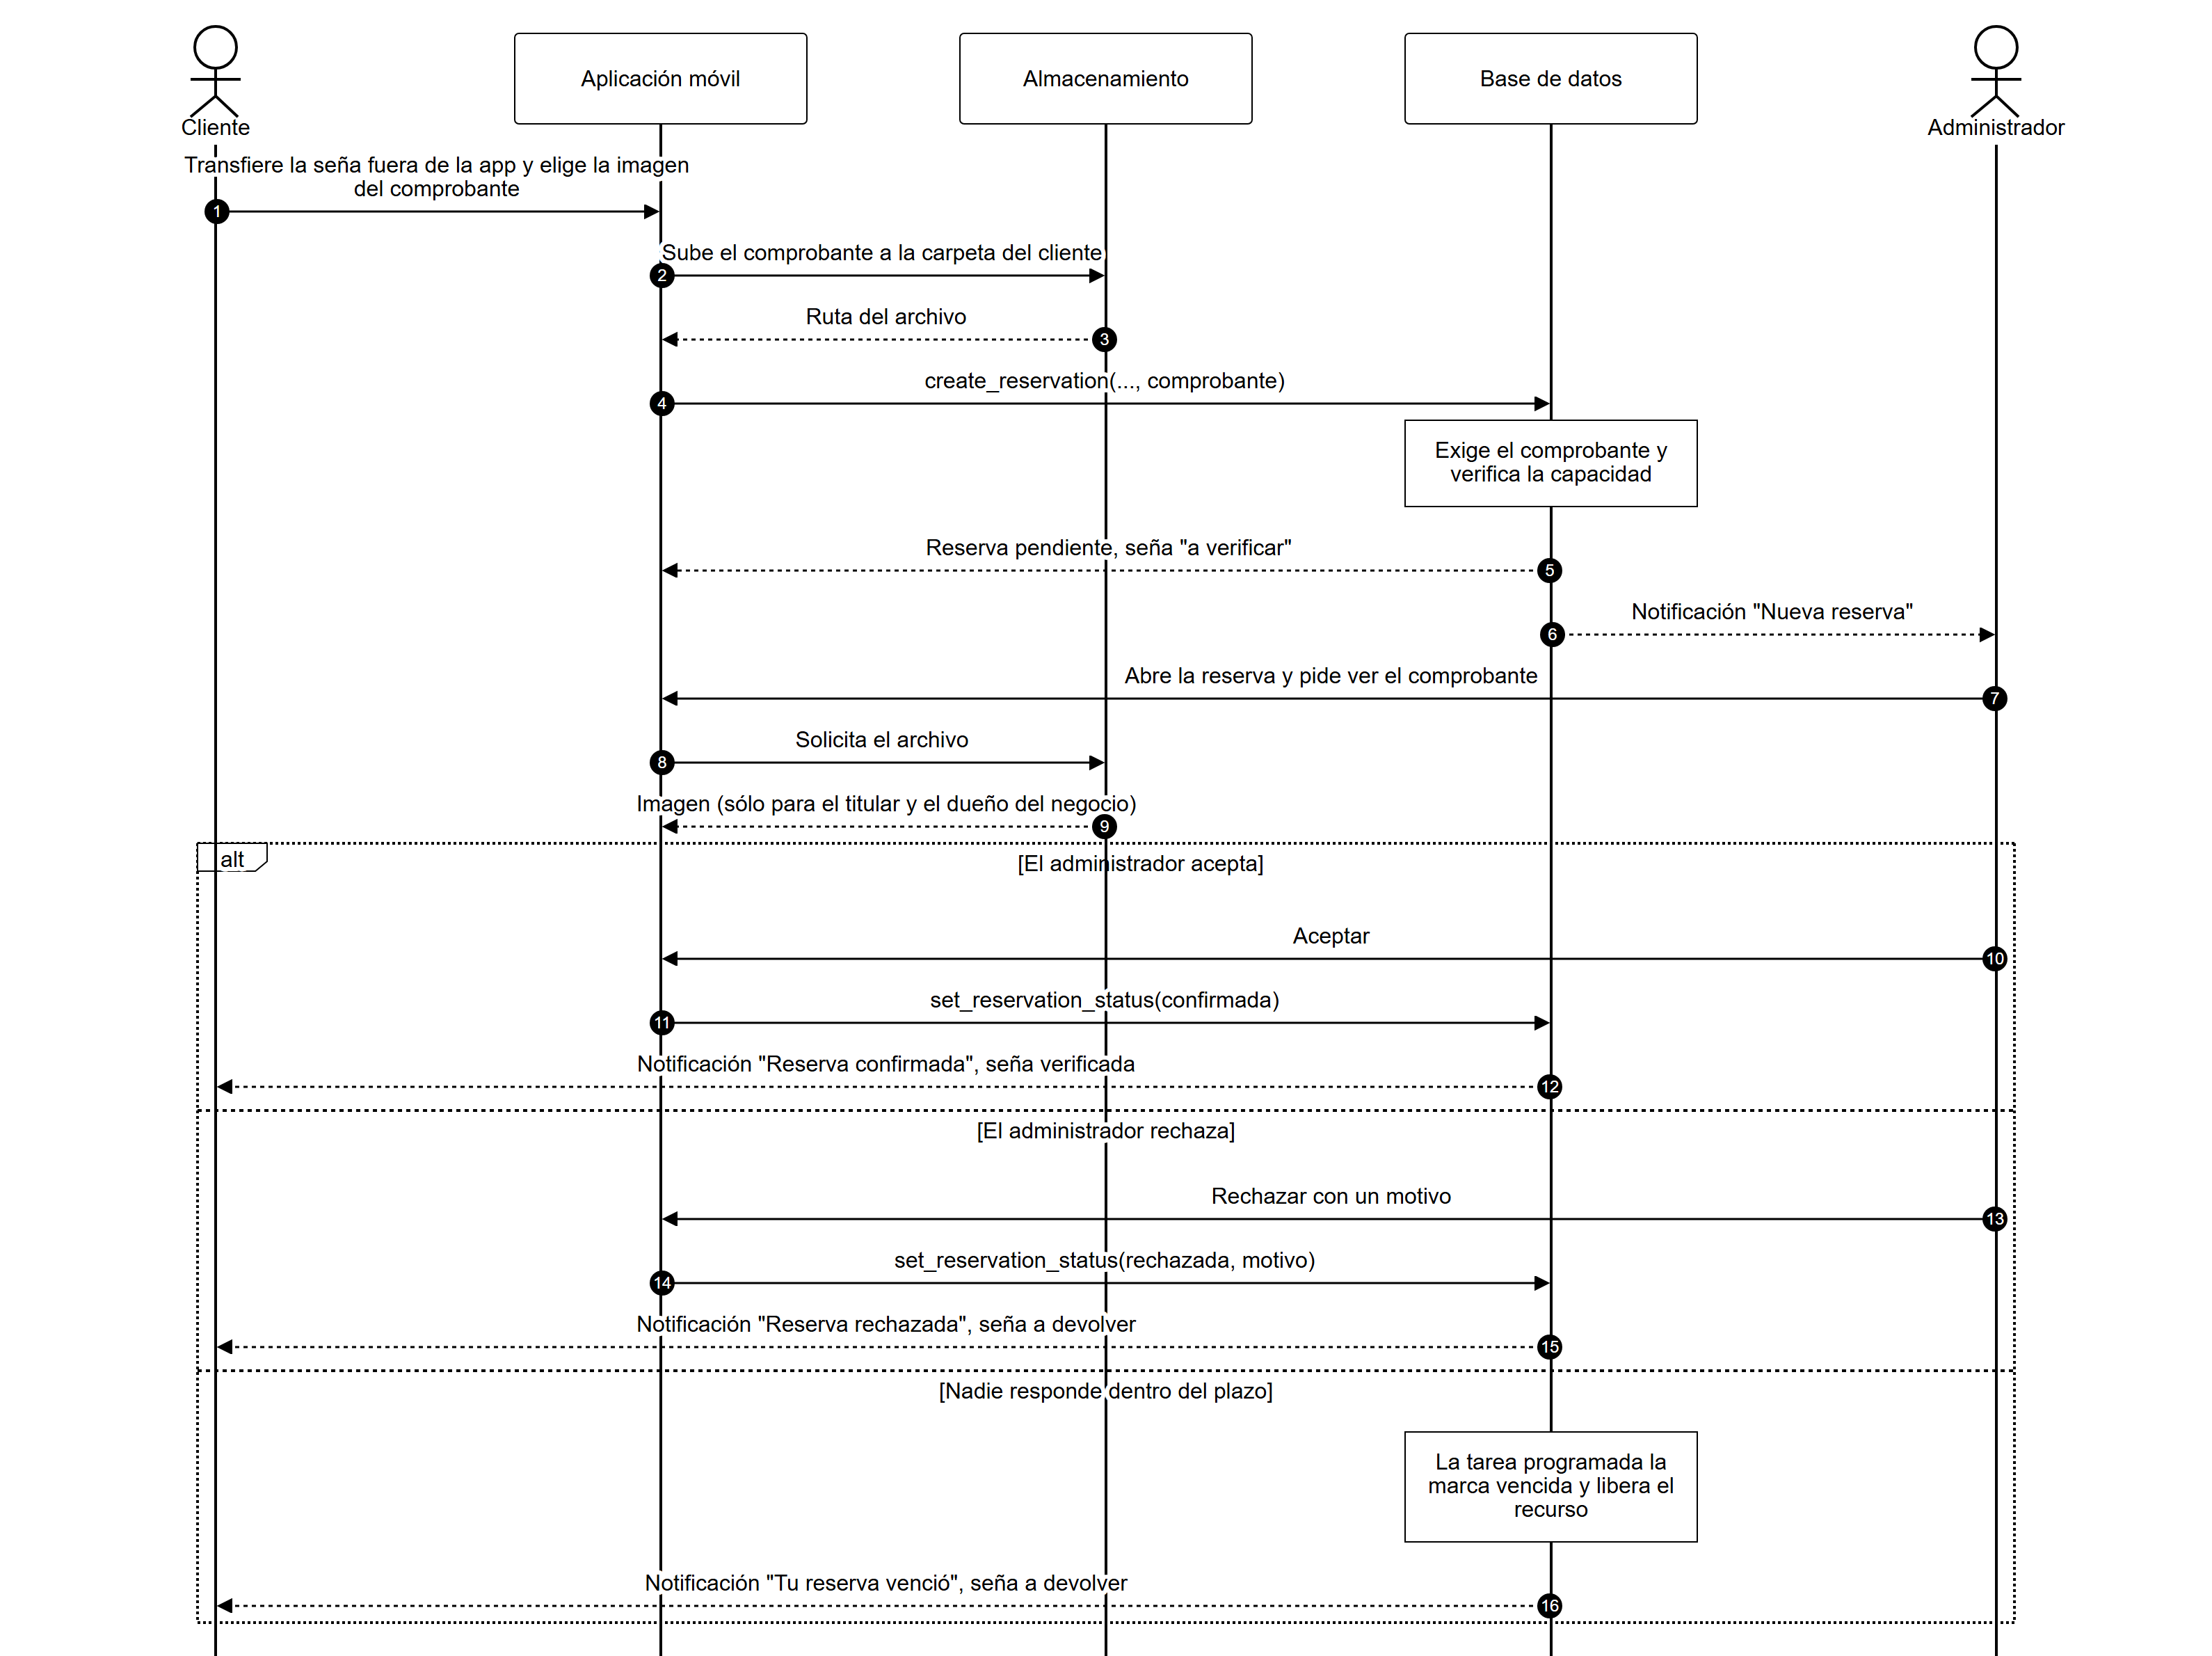 Cliente
Aplicación móvil
Almacenamiento
Base de datos
Administrador
Transfiere la seña fuera de la app y elige la imagen
del comprobante
1
Sube el comprobante a la carpeta del cliente
2
Ruta del archivo
3
create_reservation(..., comprobante)
4
Exige el comprobante y
verifica la capacidad
Reserva pendiente, seña "a verificar"
5
Notificación "Nueva reserva"
6
Abre la reserva y pide ver el comprobante
7
Solicita el archivo
8
Imagen (sólo para el titular y el dueño del negocio)
9
alt
[El administrador acepta]
Aceptar
10
set_reservation_status(confirmada)
11
Notificación "Reserva confirmada", seña verificada
12
[El administrador rechaza]
Rechazar con un motivo
13
set_reservation_status(rechazada, motivo)
14
Notificación "Reserva rechazada", seña a devolver
15
[Nadie responde dentro del plazo]
La tarea programada la
marca vencida y libera el
recurso
Notificación "Tu reserva venció", seña a devolver
16